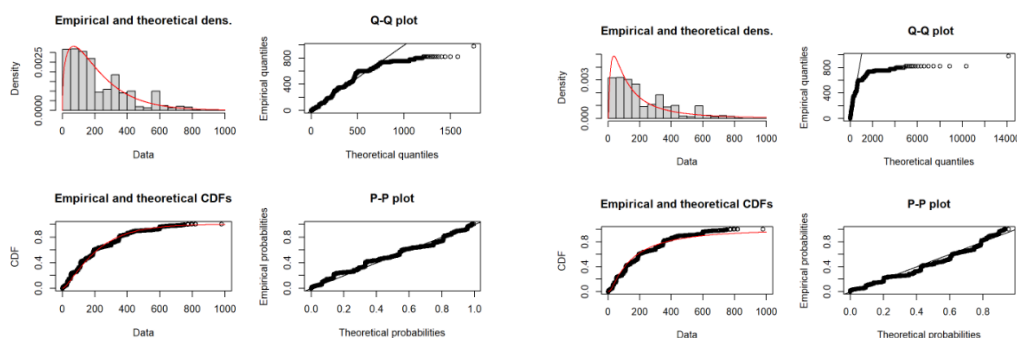 Empirical and theoretical dens.
Density
0.0000
0.0025
0 200 400 600 800 1000
Data
Q-Q plot
Empirical quantiles
0 400 800
0 500 1000 1500
Theoretical quantiles
Empirical and theoretical CDFs
CDF
0.0 0.4 0.8
0 200 400 600 800 1000
Data
P-P plot
Empirical probabilities
0.0 0.4 0.8
0.0 0.2 0.4 0.6 0.8 1.0
Theoretical probabilities
Empirical and theoretical dens.
Density
0.000 0.003
0 200 400 600 800 1000
Data
Q-Q plot
Empirical quantiles
0 400 800
0 2000 6000 10000 14000
Theoretical quantiles
Empirical and theoretical CDFs
CDF
0.0 0.4 0.8
0 200 400 600 800 1000
Data
P-P plot
Empirical probabilities
0.0 0.4 0.8
0.0 0.2 0.4 0.6 0.8
Theoretical probabilities